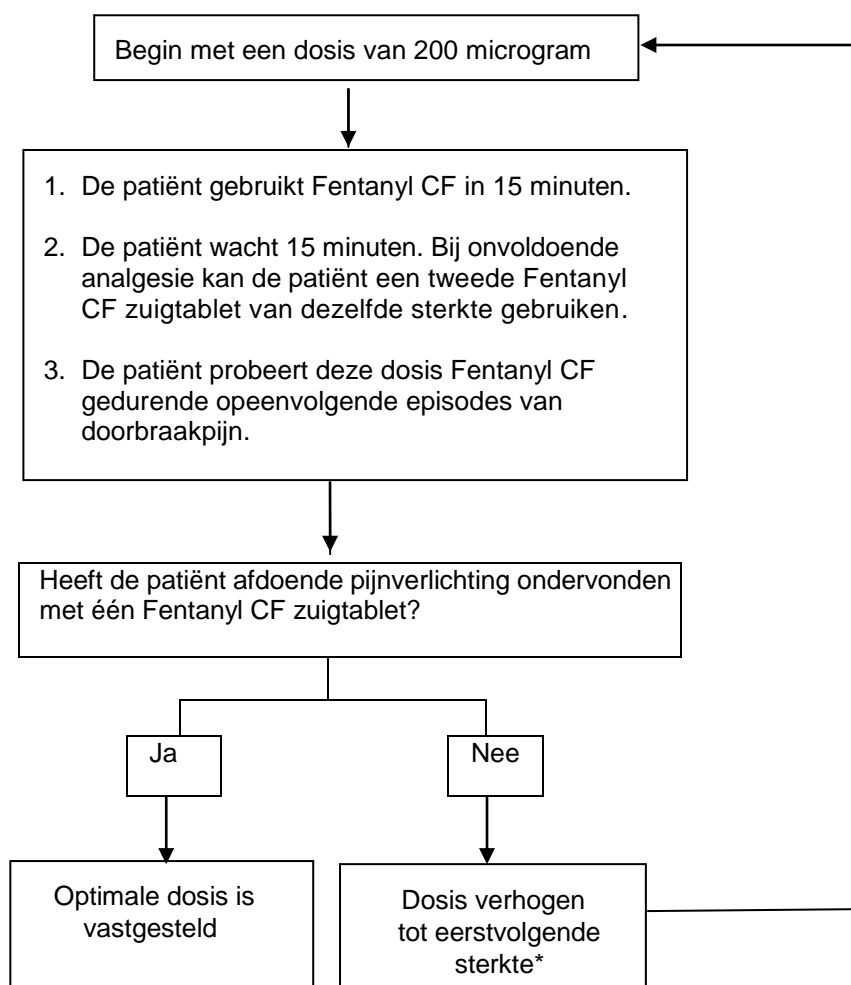 Begin met een dosis van 200 microgram
1. De patiënt gebruikt Fentanyl CF in 15 minuten.
2. De patiënt wacht 15 minuten. Bij onvoldoende
analgesie kan de patiënt een tweede Fentanyl
CF zuigtablet van dezelfde sterkte gebruiken.
3. De patiënt probeert deze dosis Fentanyl CF
gedurende opeenvolgende episodes van
doorbraakpijn.
Heeft de patiënt afdoende pijnverlichting ondervonden
met één Fentanyl CF zuigtablet?
Ja
Nee
Optimale dosis is
vastgesteld
Dosis verhogen
tot eerstvolgende
sterkte*